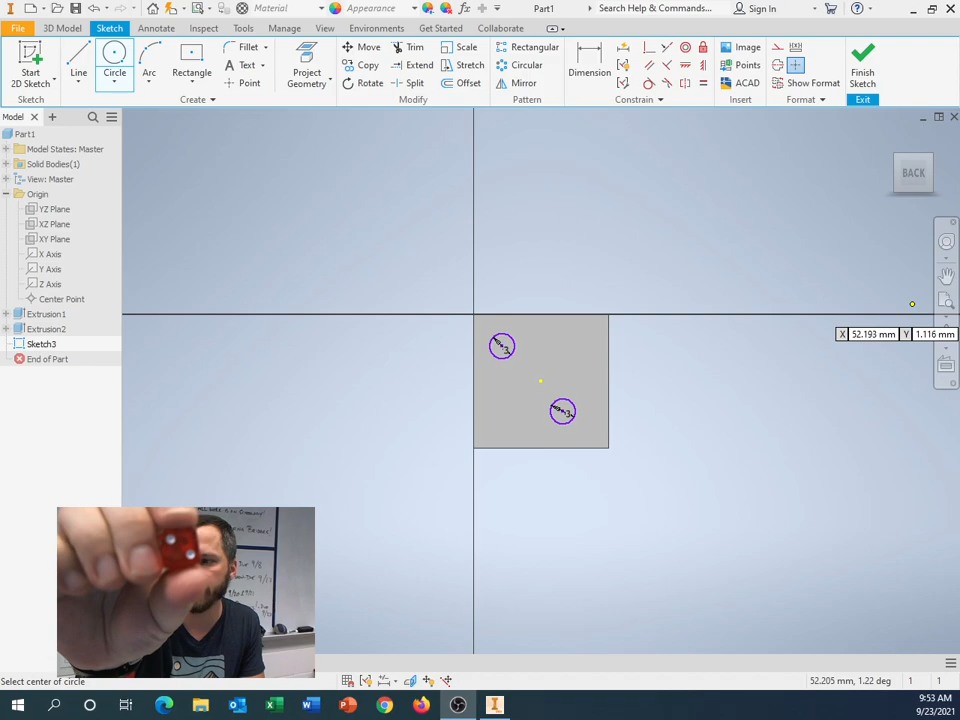 Material
Appearance
Part1
Search Help & Commands...
Sign In
File
3D Model
Sketch
Annotate
Inspect
Tools
Manage
View
Environments
Get Started
Collaborate
Start
2D Sketch
Line
Circle
Arc
Rectangle
Fillet
Text
Point
Project
Geometry
Move
Copy
Rotate
Trim
Extend
Split
Scale
Stretch
Offset
Rectangular
Circular
Mirror
Dimension
Image
Points
ACAD
Show Format
Finish
Sketch
Sketch
Create
Modify
Pattern
Constrain
Insert
Format
Exit
Model
Part1
Model States: Master
Solid Bodies(1)
View: Master
Origin
YZ Plane
XZ Plane
XY Plane
X Axis
Y Axis
Z Axis
Center Point
Extrusion1
Extrusion2
Sketch3
End of Part
BACK
X 52.193 mm Y 1.116 mm
3
3
Select center of circle
52.205 mm, 1.22 deg 1 1
9:53 AM
9/23/2021